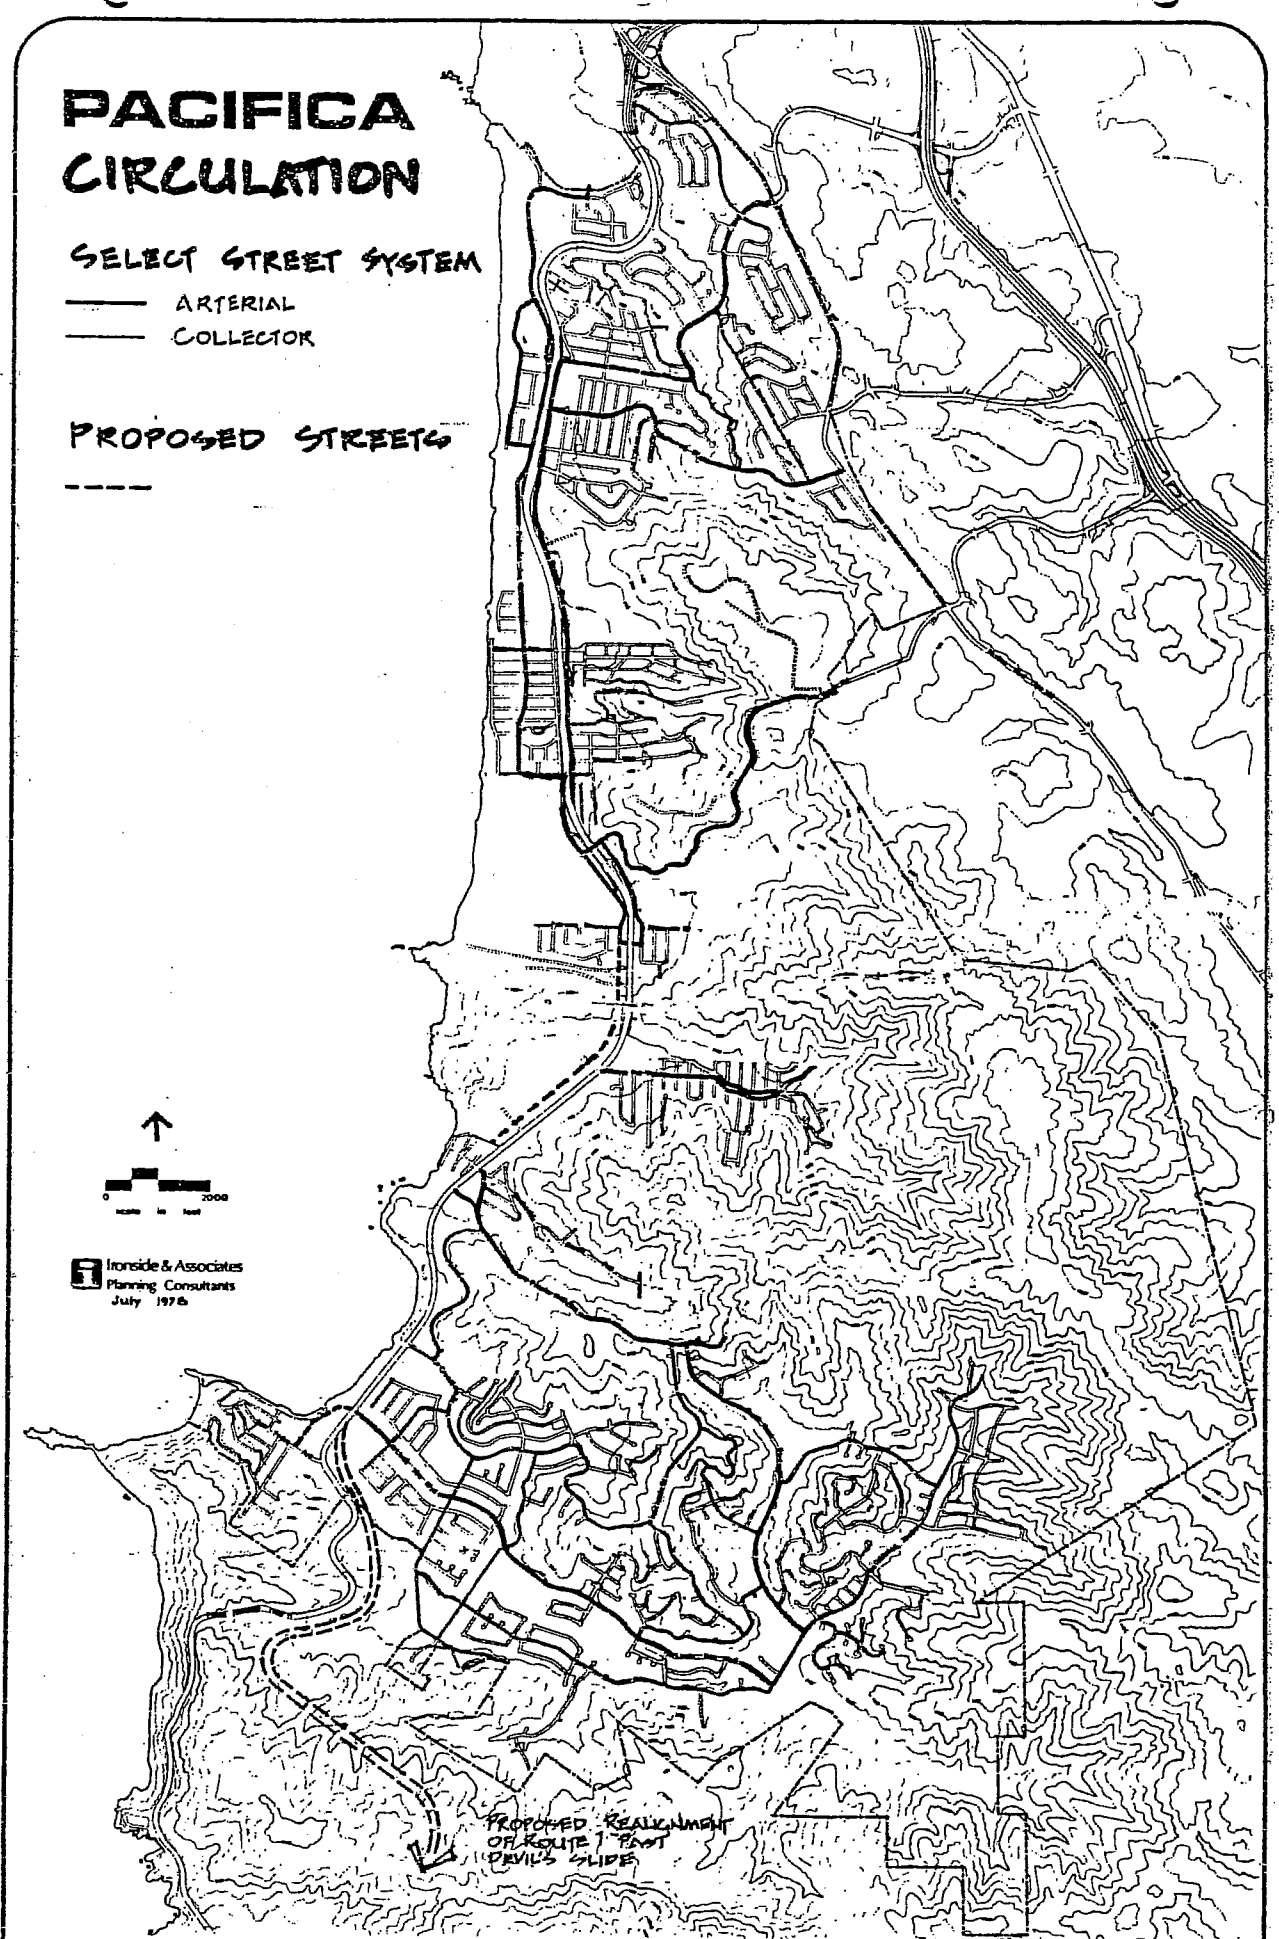 PACIFICA
CIRCULATION
SELECT STREET SYSTEM
ARTERIAL
COLLECTOR
PROPOSED STREETS
0 2000
scale in feet
i Ironside & Associates
Planning Consultants
July 1978
PROPOSED REALIGNMENT
OF ROUTE 1 PAST
DEVIL'S SLIDE